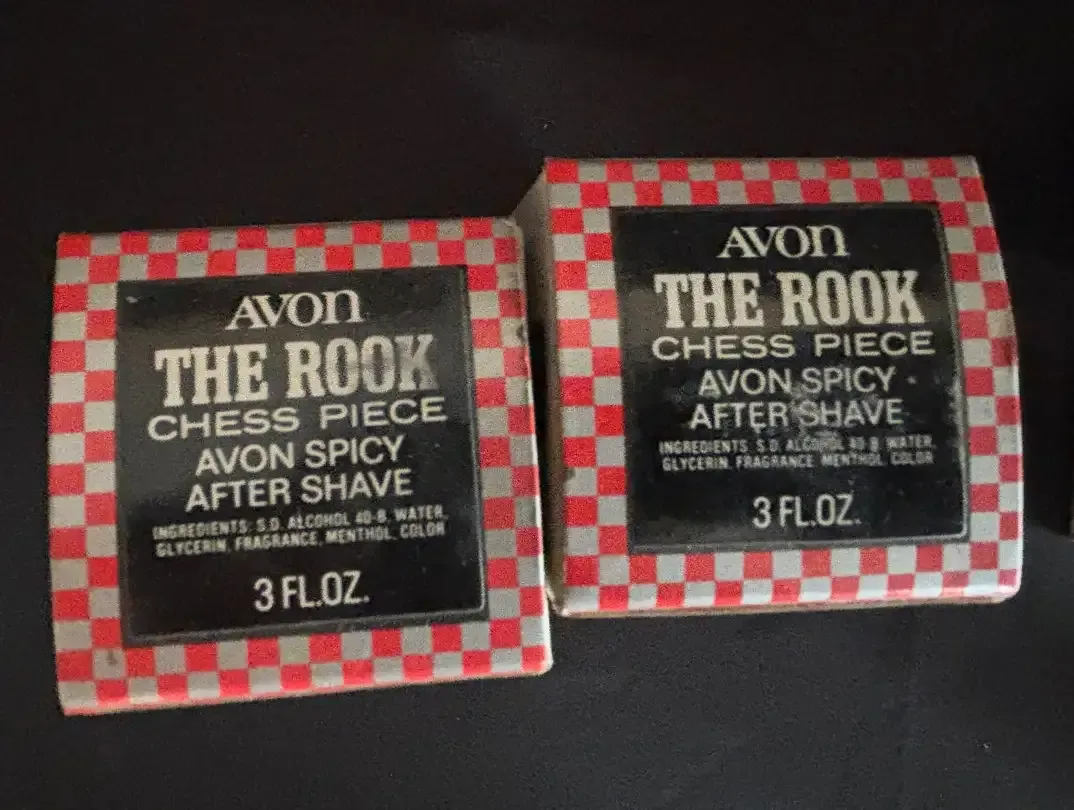 AVON
THE ROOK
CHESS PIECE
AVON SPICY
AFTER SHAVE
INGREDIENTS: S.D. ALCOHOL 40-B, WATER,
GLYCERIN, FRAGRANCE, MENTHOL, COLOR
3 FL.OZ.
AVON
THE ROOK
CHESS PIECE
AVON SPICY
AFTER SHAVE
INGREDIENTS: S.D. ALCOHOL 40-B, WATER,
GLYCERIN, FRAGRANCE, MENTHOL, COLOR
3 FL.OZ.